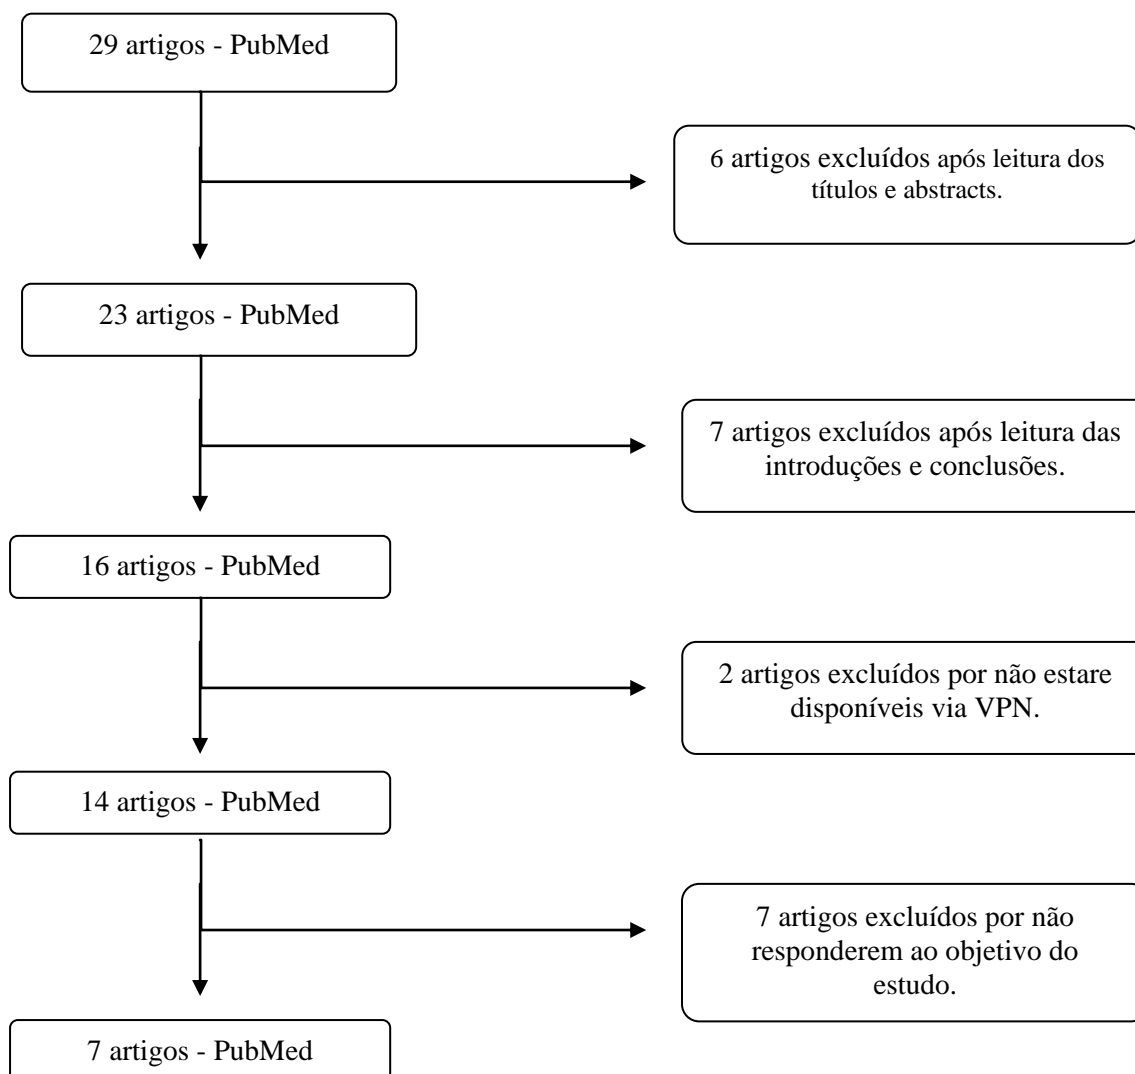 29 artigos - PubMed
6 artigos excluídos após leitura dos
títulos e abstracts.
23 artigos - PubMed
7 artigos excluídos após leitura das
introduções e conclusões.
16 artigos - PubMed
2 artigos excluídos por não estare
disponíveis via VPN.
14 artigos - PubMed
7 artigos excluídos por não
responderem ao objetivo do
estudo.
7 artigos - PubMed